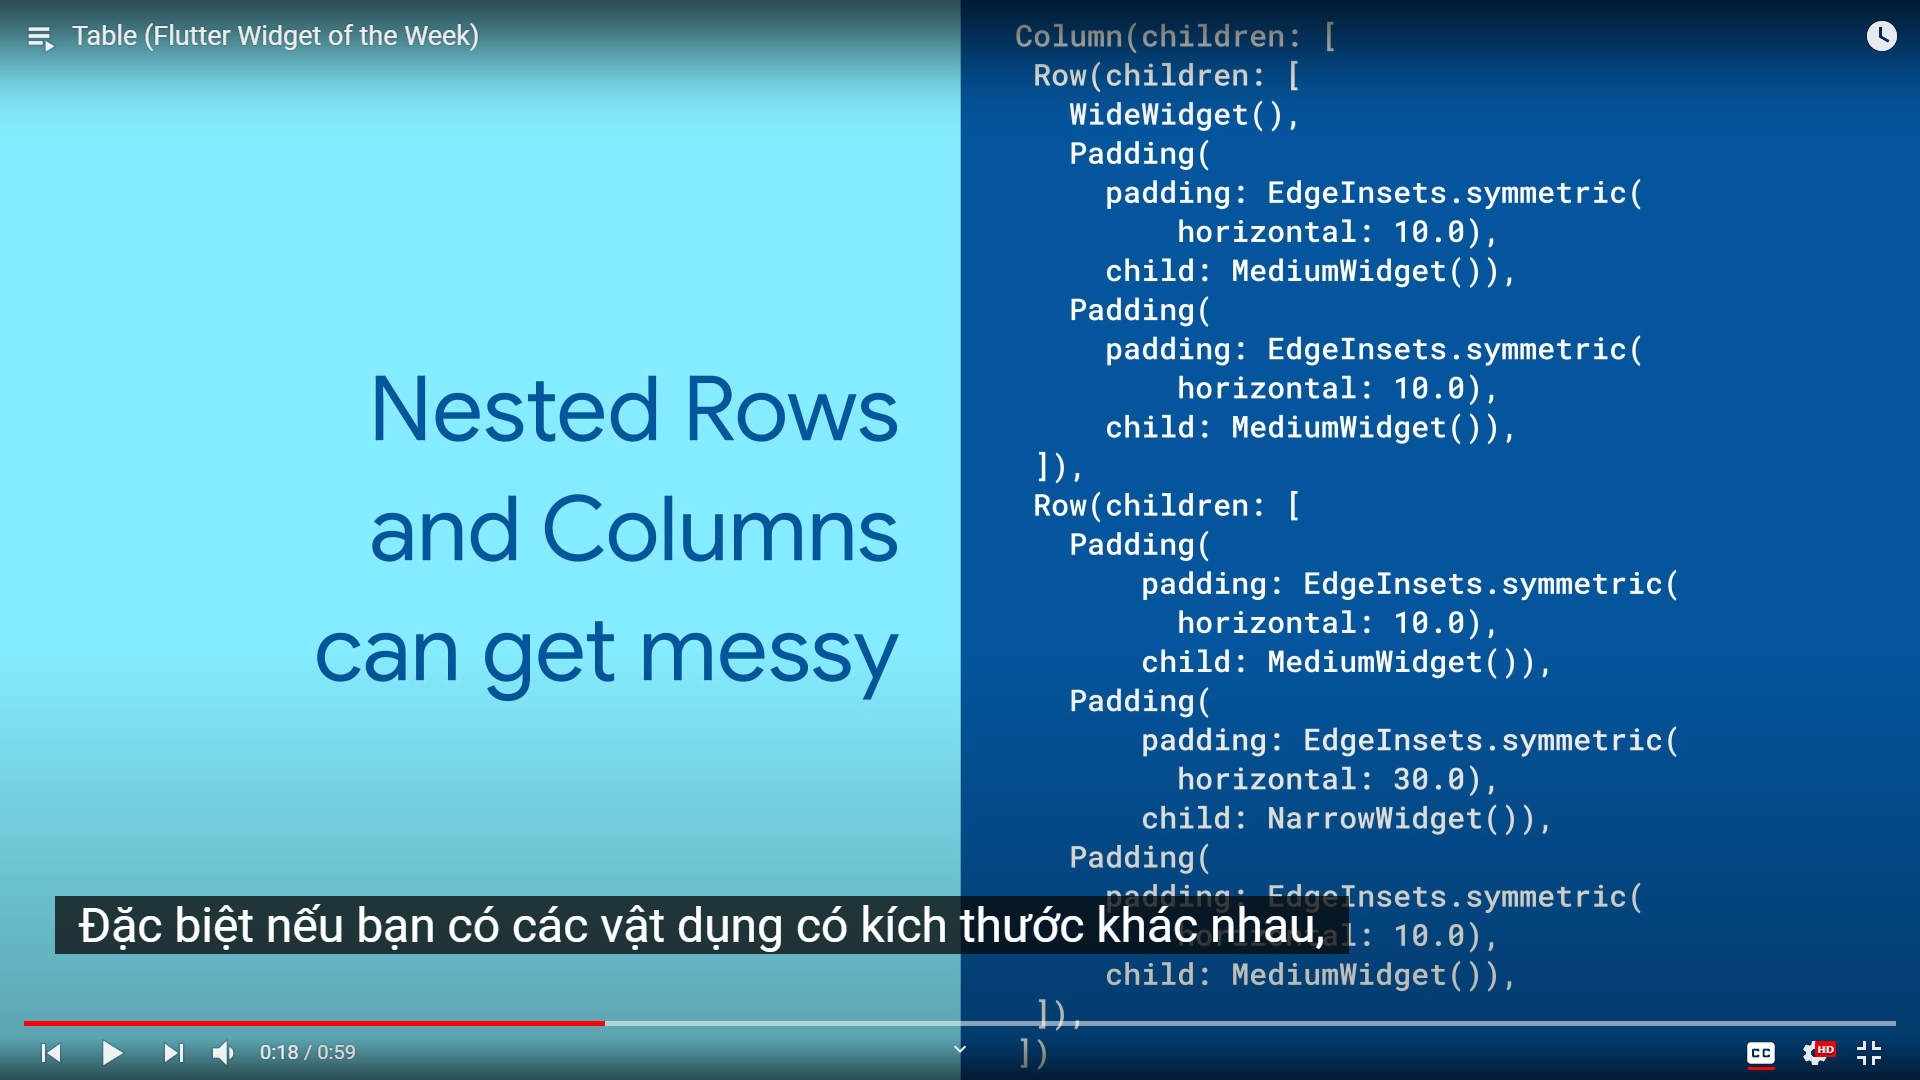 Table (Flutter Widget of the Week)
Nested Rows
and Columns
can get messy
Column(children: [
Row(children: [
WideWidget(),
Padding(
padding: EdgeInsets.symmetric(
horizontal: 10.0),
child: MediumWidget()),
Padding(
padding: EdgeInsets.symmetric(
horizontal: 10.0),
child: MediumWidget()),
]),
Row(children: [
Padding(
padding: EdgeInsets.symmetric(
horizontal: 10.0),
child: MediumWidget()),
Padding(
padding: EdgeInsets.symmetric(
horizontal: 30.0),
child: NarrowWidget()),
Padding(
padding: EdgeInsets.symmetric(
horizontal: 10.0),
child: MediumWidget()),
]),
])
Đặc biệt nếu bạn có các vật dụng có kích thước khác nhau,
0:18 / 0:59
CC
HD